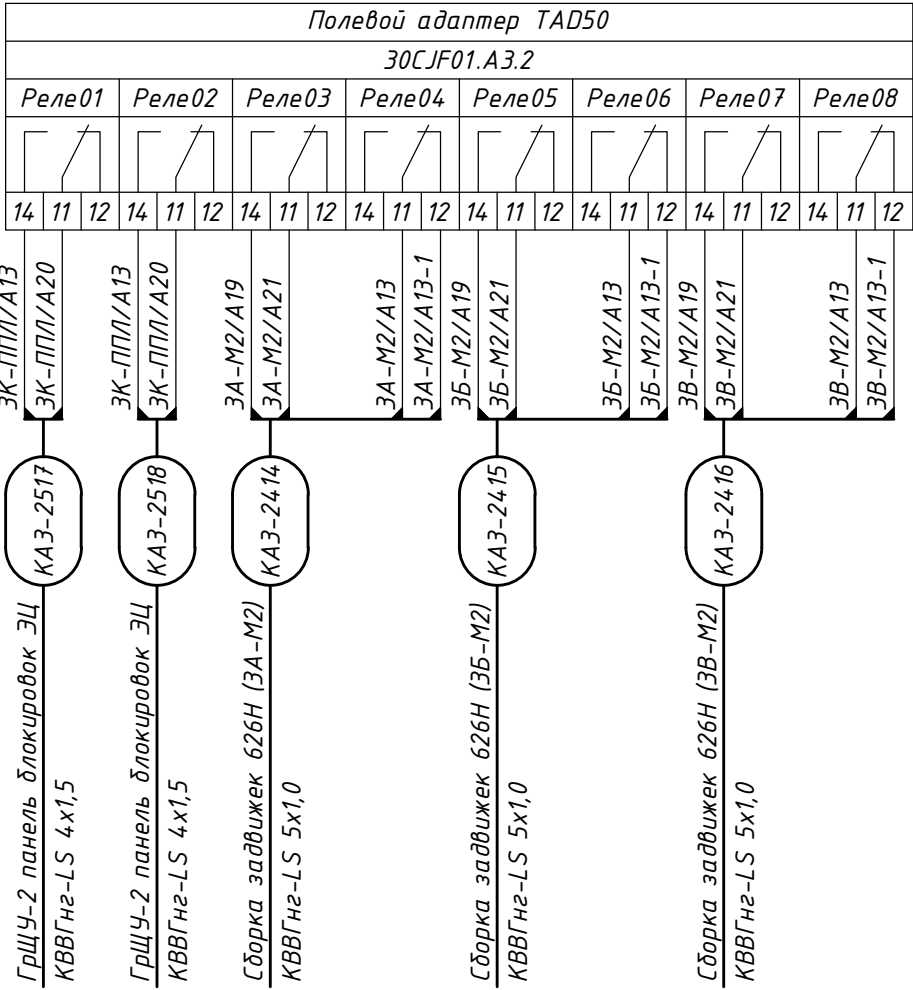 Полевой адаптер TAD50
30CJF01.A3.2
Реле01 Реле02 Реле03 Реле04 Реле05 Реле06 Реле07 Реле08
14 11 12 14 11 12 14 11 12 14 11 12 14 11 12 14 11 12 14 11 12 14 11 12
3К-ППЛ/А13
3К-ППЛ/А20
3К-ППЛ/А13
3К-ППЛ/А20
3А-М2/А19
3А-М2/А21
3А-М2/А13
3А-М2/А13-1
3Б-М2/А19
3Б-М2/А21
3Б-М2/А13
3Б-М2/А13-1
3В-М2/А19
3В-М2/А21
3В-М2/А13
3В-М2/А13-1
КА3-2517
КА3-2518
КА3-2414
КА3-2415
КА3-2416
ГрЩУ-2 панель блокировок ЭЦ
КВВГнг-LS 4х1,5
ГрЩУ-2 панель блокировок ЭЦ
КВВГнг-LS 4х1,5
Сборка задвижек 626Н (3А-М2)
КВВГнг-LS 5х1,0
Сборка задвижек 626Н (3Б-М2)
КВВГнг-LS 5х1,0
Сборка задвижек 626Н (3В-М2)
КВВГнг-LS 5х1,0